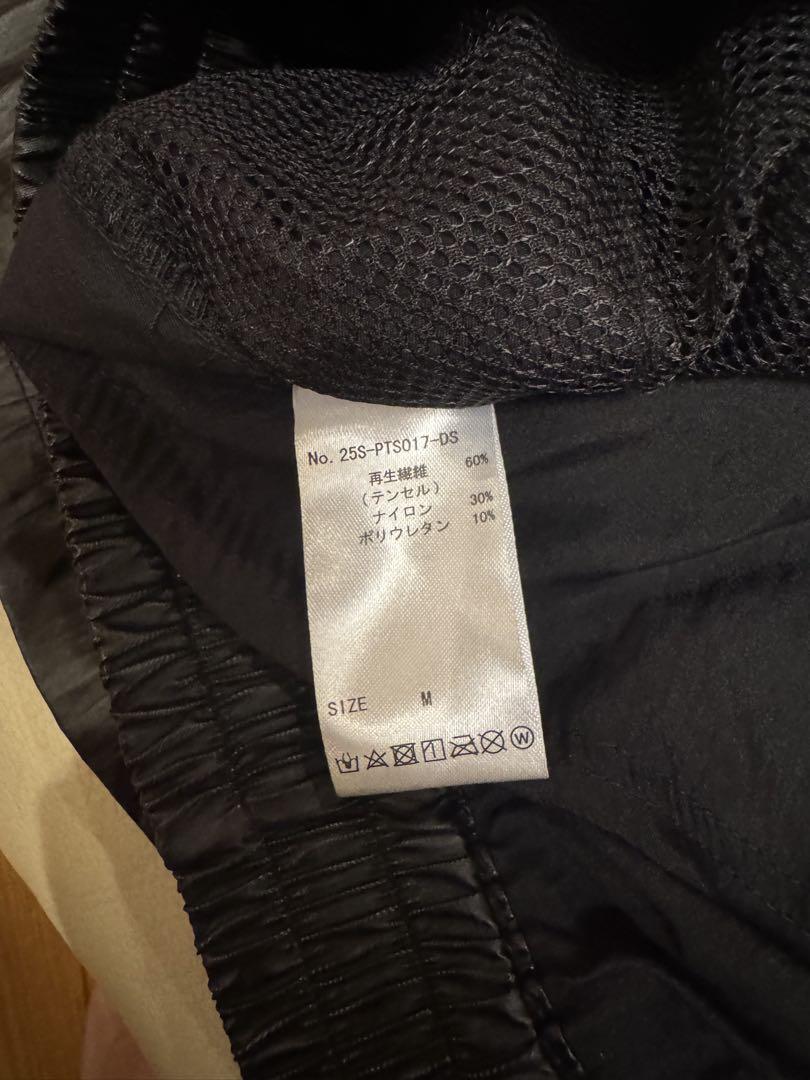 No. 25S-PTS017-DS
再生繊維 60%
(テンセル)
ナイロン 30%
ポリウレタン 10%
SIZE M
W